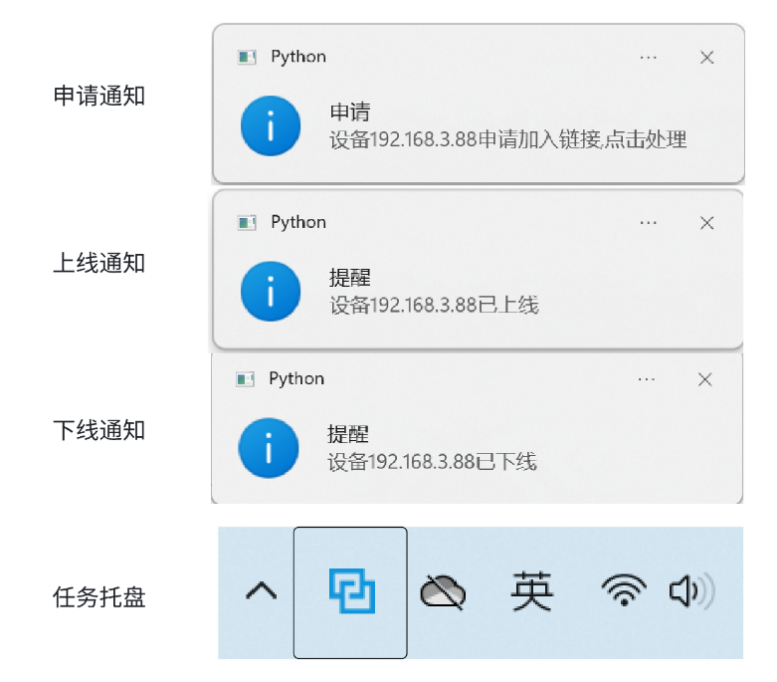 申请通知
Python
申请
设备192.168.3.88申请加入链接,点击处理
上线通知
Python
提醒
设备192.168.3.88已上线
下线通知
Python
提醒
设备192.168.3.88已下线
任务托盘
英